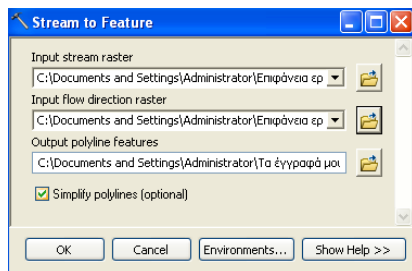 Stream to Feature
Input stream raster
C:\Documents and Settings\Administrator\Επιφάνεια ερ
Input flow direction raster
C:\Documents and Settings\Administrator\Επιφάνεια ερ
Output polyline features
C:\Documents and Settings\Administrator\Τα έγγραφά μου
Simplify polylines (optional)
OK Cancel Environments... Show Help >>